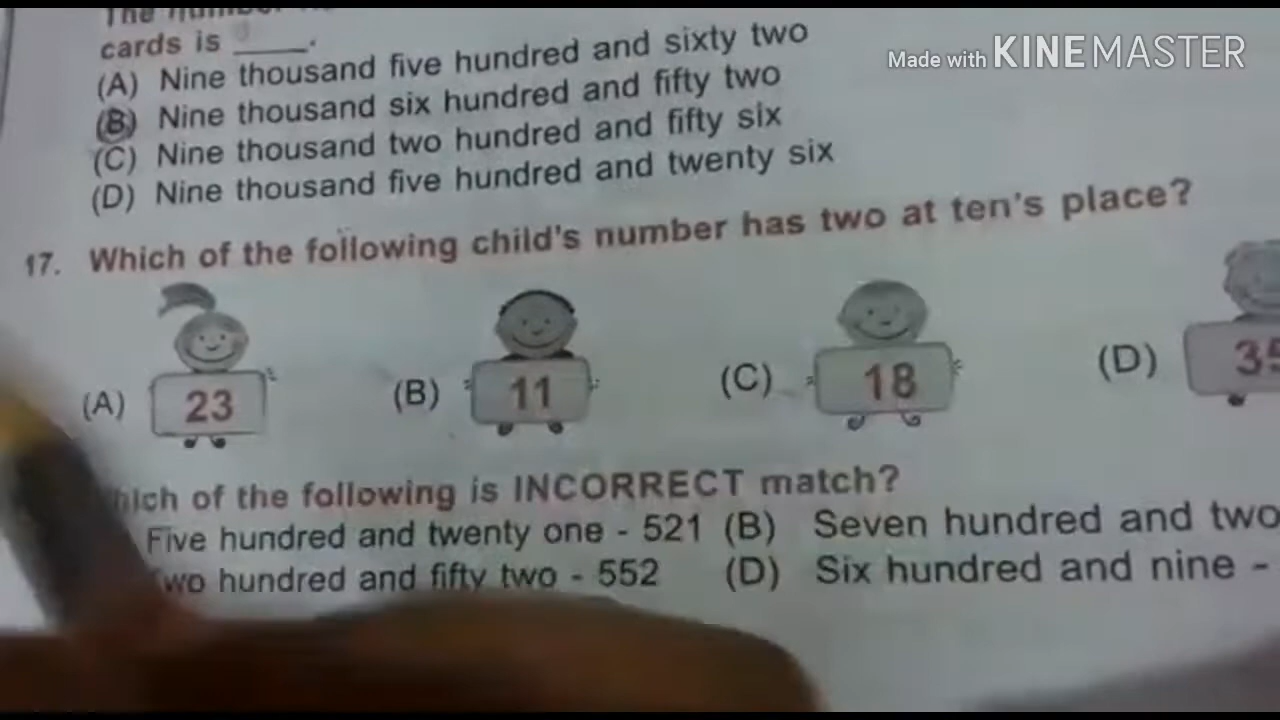 The
cards is ____.
(A) Nine thousand five hundred and sixty two
(B) Nine thousand six hundred and fifty two
(C) Nine thousand two hundred and fifty six
(D) Nine thousand five hundred and twenty six
Made with KINEMASTER
17. Which of the following child's number has two at ten's place?
(A) 23 (B) 11 (C) 18 (D) 35
of the following is INCORRECT match?
Five hundred and twenty one - 521 (B) Seven hundred and two
hundred and fifty two - 552 (D) Six hundred and nine -